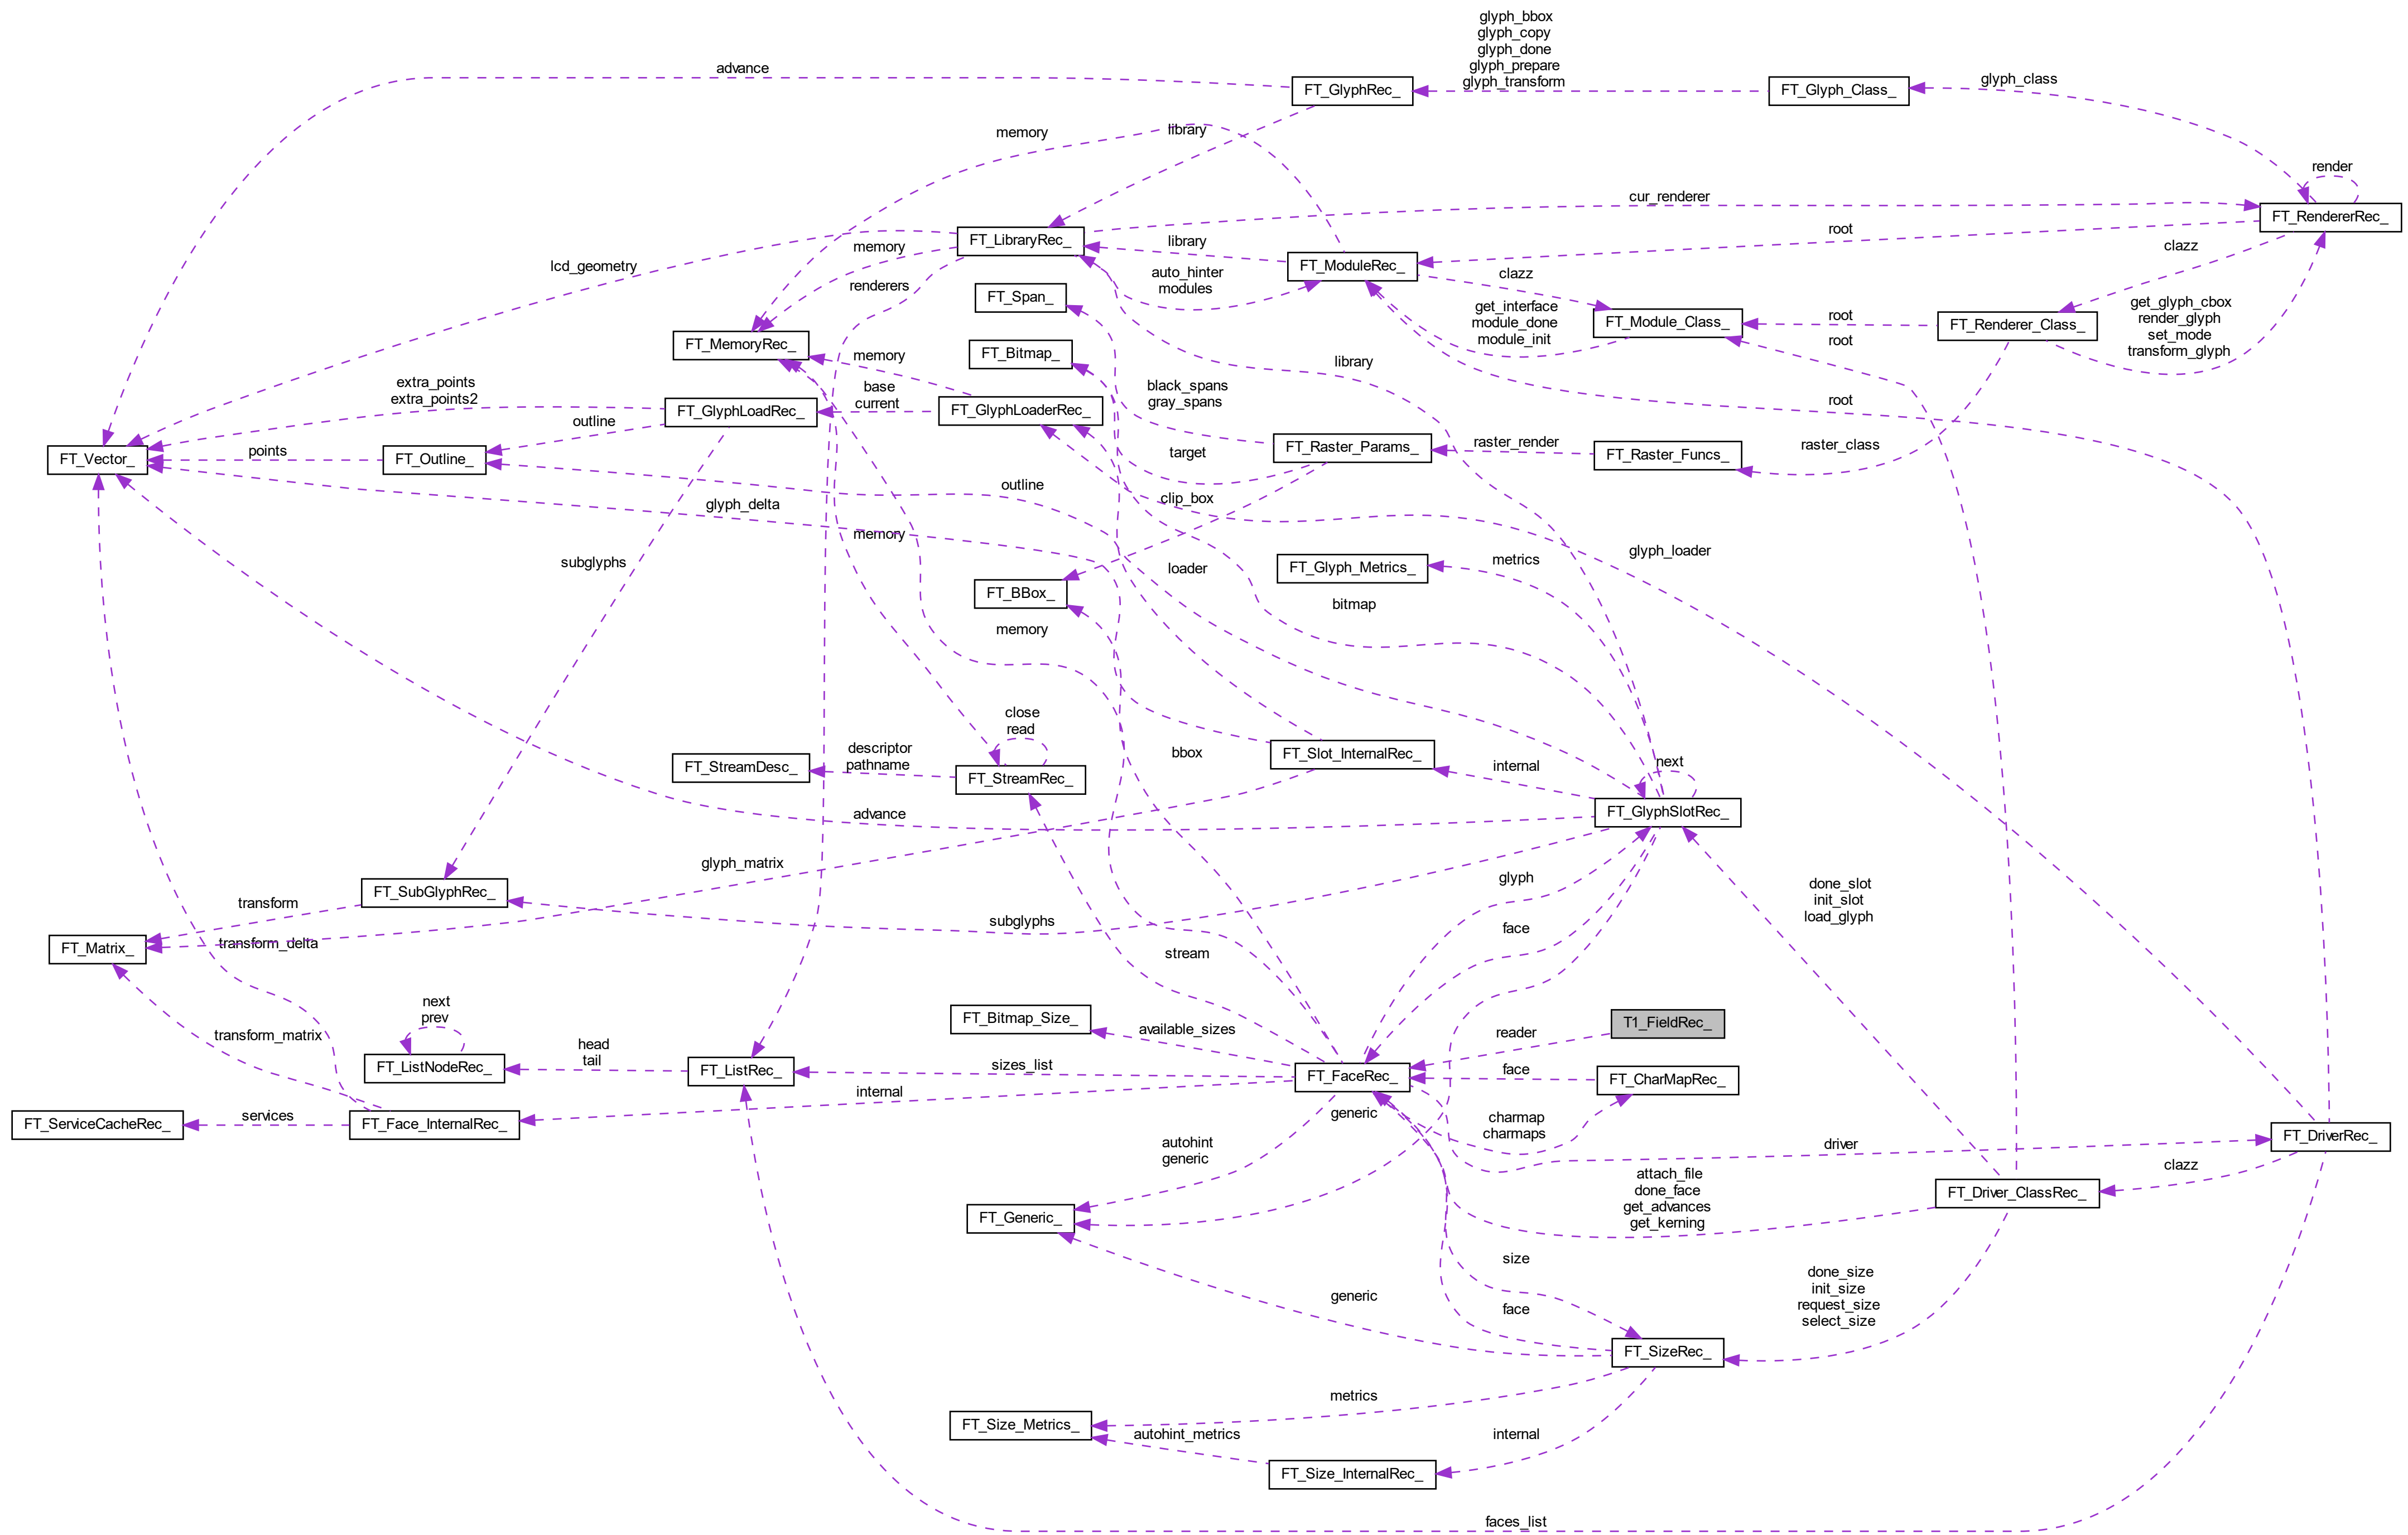 glyph_bbox
glyph_copy
glyph_done
glyph_prepare
glyph_transform
advance
glyph_class
FT_GlyphRec_
FT_Glyph_Class_
memory
library
render
cur_renderer
FT_RendererRec_
root
FT_LibraryRec_
memory
library
clazz
lcd_geometry
FT_ModuleRec_
renderers
auto_hinter
modules
clazz
FT_Span_
get_interface
module_done
module_init
FT_Module_Class_
root
root
FT_Renderer_Class_
get_glyph_cbox
render_glyph
set_mode
transform_glyph
FT_MemoryRec_
memory
FT_Bitmap_
library
extra_points
extra_points2
base
current
black_spans
gray_spans
root
FT_GlyphLoadRec_
FT_GlyphLoaderRec_
outline
FT_Vector_
points
FT_Outline_
target
FT_Raster_Params_
raster_render
FT_Raster_Funcs_
raster_class
outline
clip_box
glyph_delta
memory
glyph_loader
subglyphs
loader
FT_Glyph_Metrics_
metrics
FT_BBox_
bitmap
memory
close
read
descriptor
pathname
FT_StreamDesc_
FT_StreamRec_
bbox
FT_Slot_InternalRec_
internal
next
advance
FT_GlyphSlotRec_
glyph_matrix
glyph
done_slot
init_slot
load_glyph
FT_SubGlyphRec_
transform
subglyphs
face
FT_Matrix_
transform_delta
stream
next
prev
FT_Bitmap_Size_
available_sizes
reader
T1_FieldRec_
transform_matrix
FT_ListNodeRec_
head
tail
FT_ListRec_
sizes_list
FT_FaceRec_
face
FT_CharMapRec_
internal
FT_ServiceCacheRec_
services
FT_Face_InternalRec_
generic
charmap
charmaps
driver
FT_DriverRec_
autohint
generic
clazz
attach_file
done_face
get_advances
get_kerning
FT_Driver_ClassRec_
FT_Generic_
size
generic
face
done_size
init_size
request_size
select_size
FT_SizeRec_
metrics
FT_Size_Metrics_
autohint_metrics
internal
FT_Size_InternalRec_
faces_list